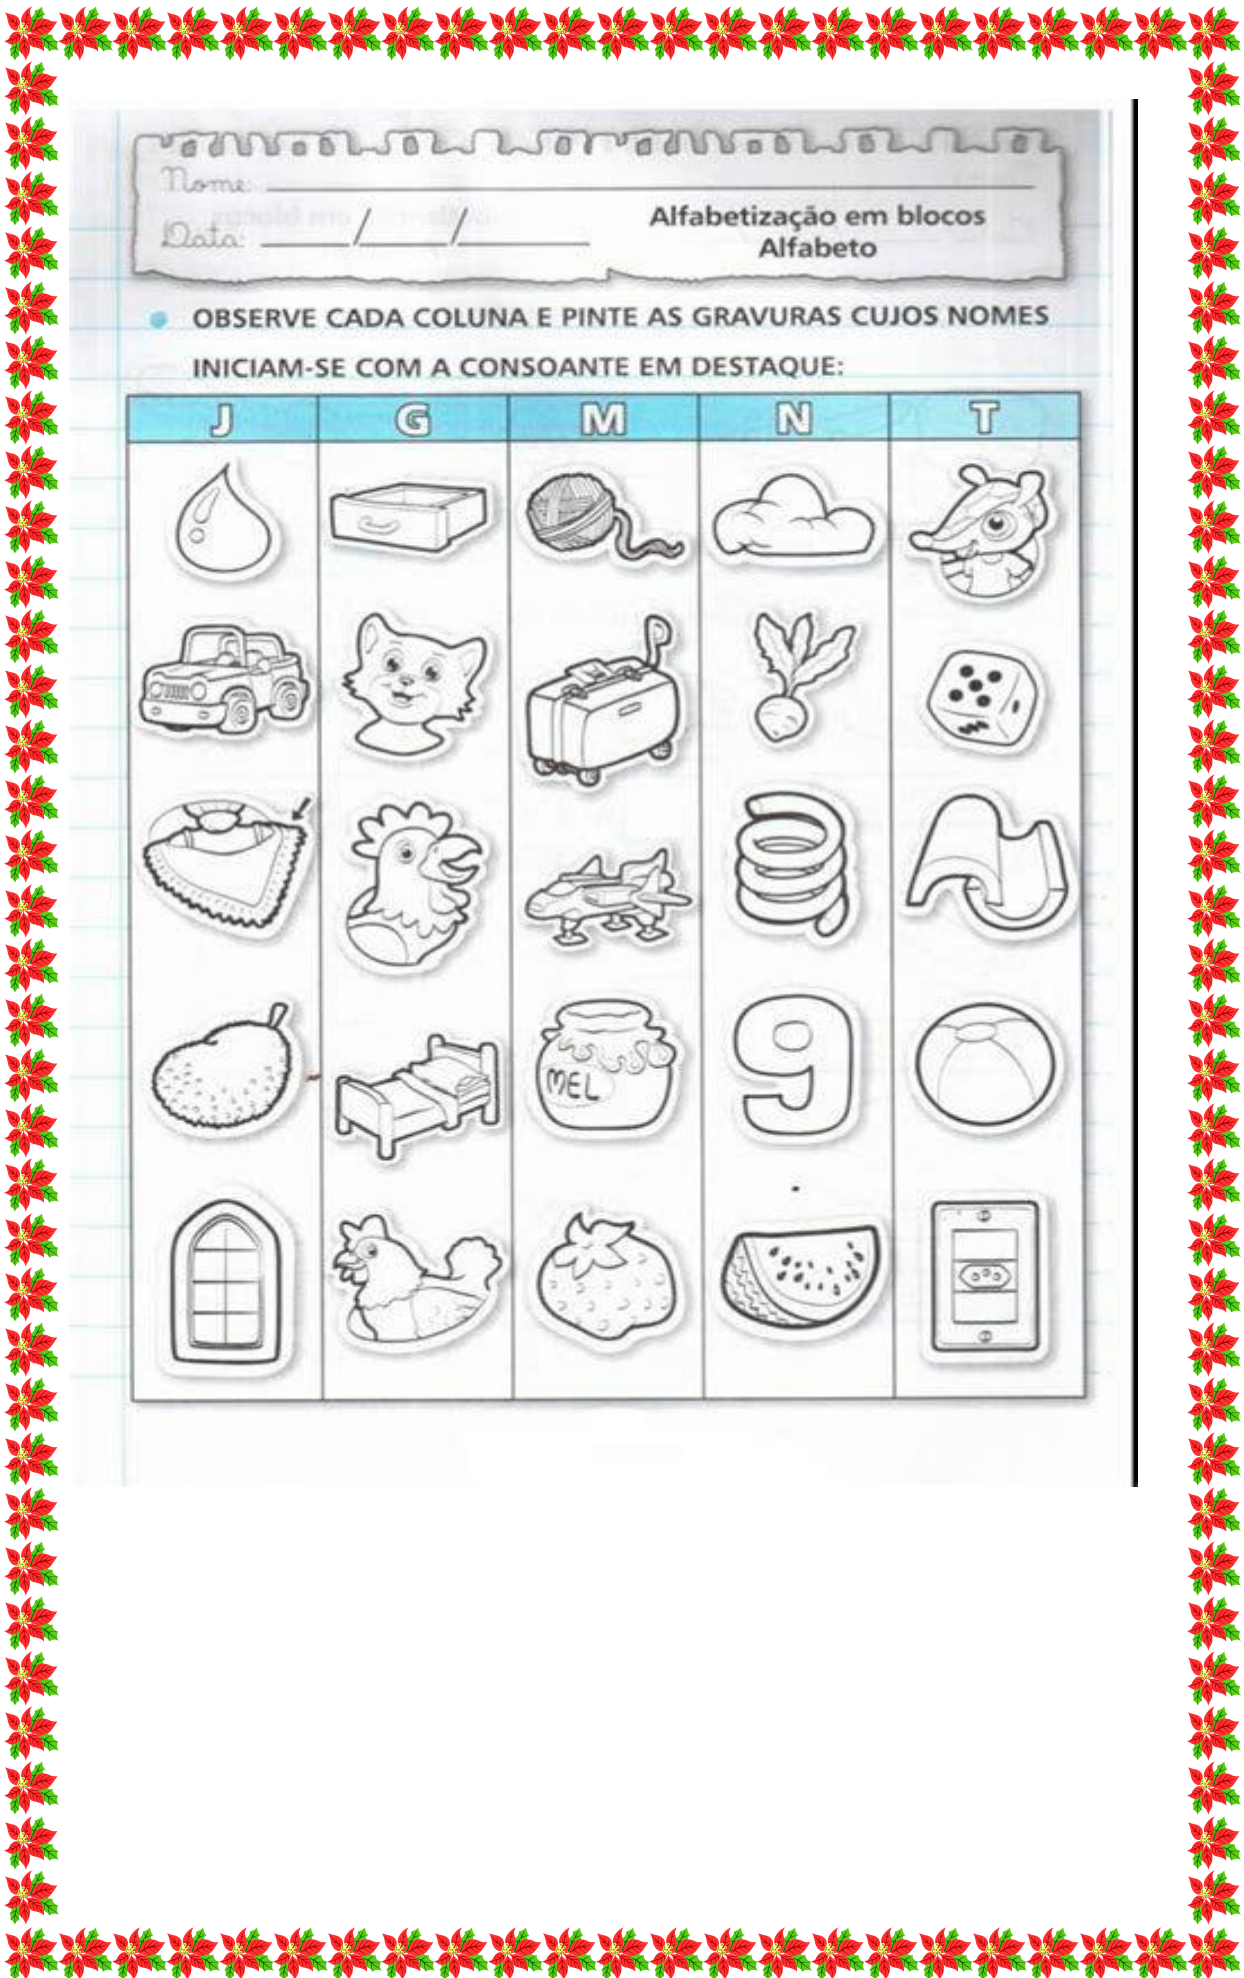 Nome:
Data: / /
Alfabetização em blocos
Alfabeto
OBSERVE CADA COLUNA E PINTE AS GRAVURAS CUJOS NOMES
INICIAM-SE COM A CONSOANTE EM DESTAQUE:
J G M N T
MEL
9